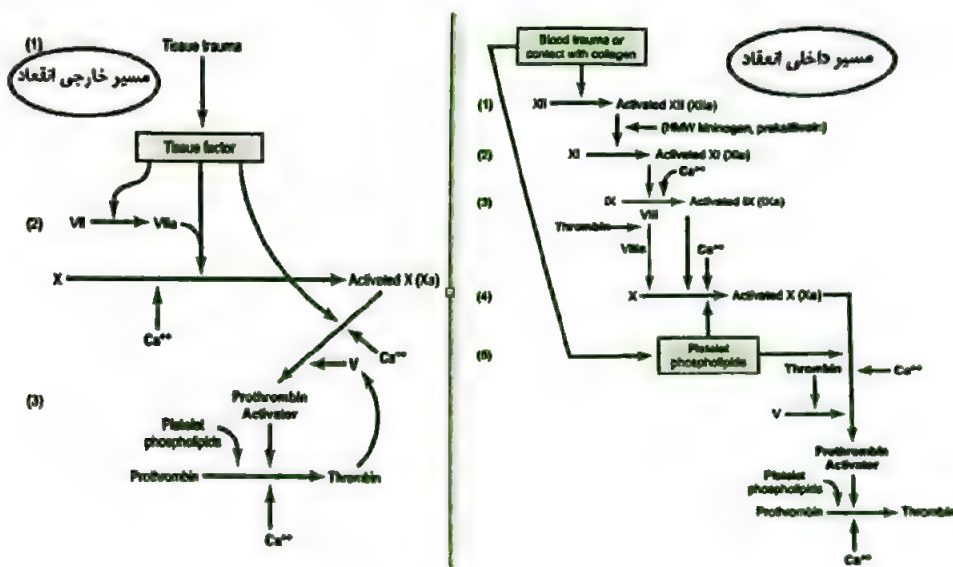 (1)
Tissue trauma
مسیر خارجی انعقاد
Tissue factor
(2)
VII
VIIa
X
Activated X (Xa)
Ca++
Ca++
V
(3)
Prothrombin
Activator
Platelet
phospholipids
Prothrombin
Thrombin
Ca++
Blood trauma or
contact with collagen
مسیر داخلی انعقاد
(1)
XII
Activated XII (XIIa)
(HMW kininogen, prekallikrein)
(2)
XI
Activated XI (XIa)
Ca++
(3)
IX
Activated IX (IXa)
VIII
Thrombin
VIIIa
Ca++
(4)
X
Activated X (Xa)
(5)
Platelet
phospholipids
Thrombin
Ca++
V
Prothrombin
Activator
Platelet
phospholipids
Prothrombin
Thrombin
Ca++